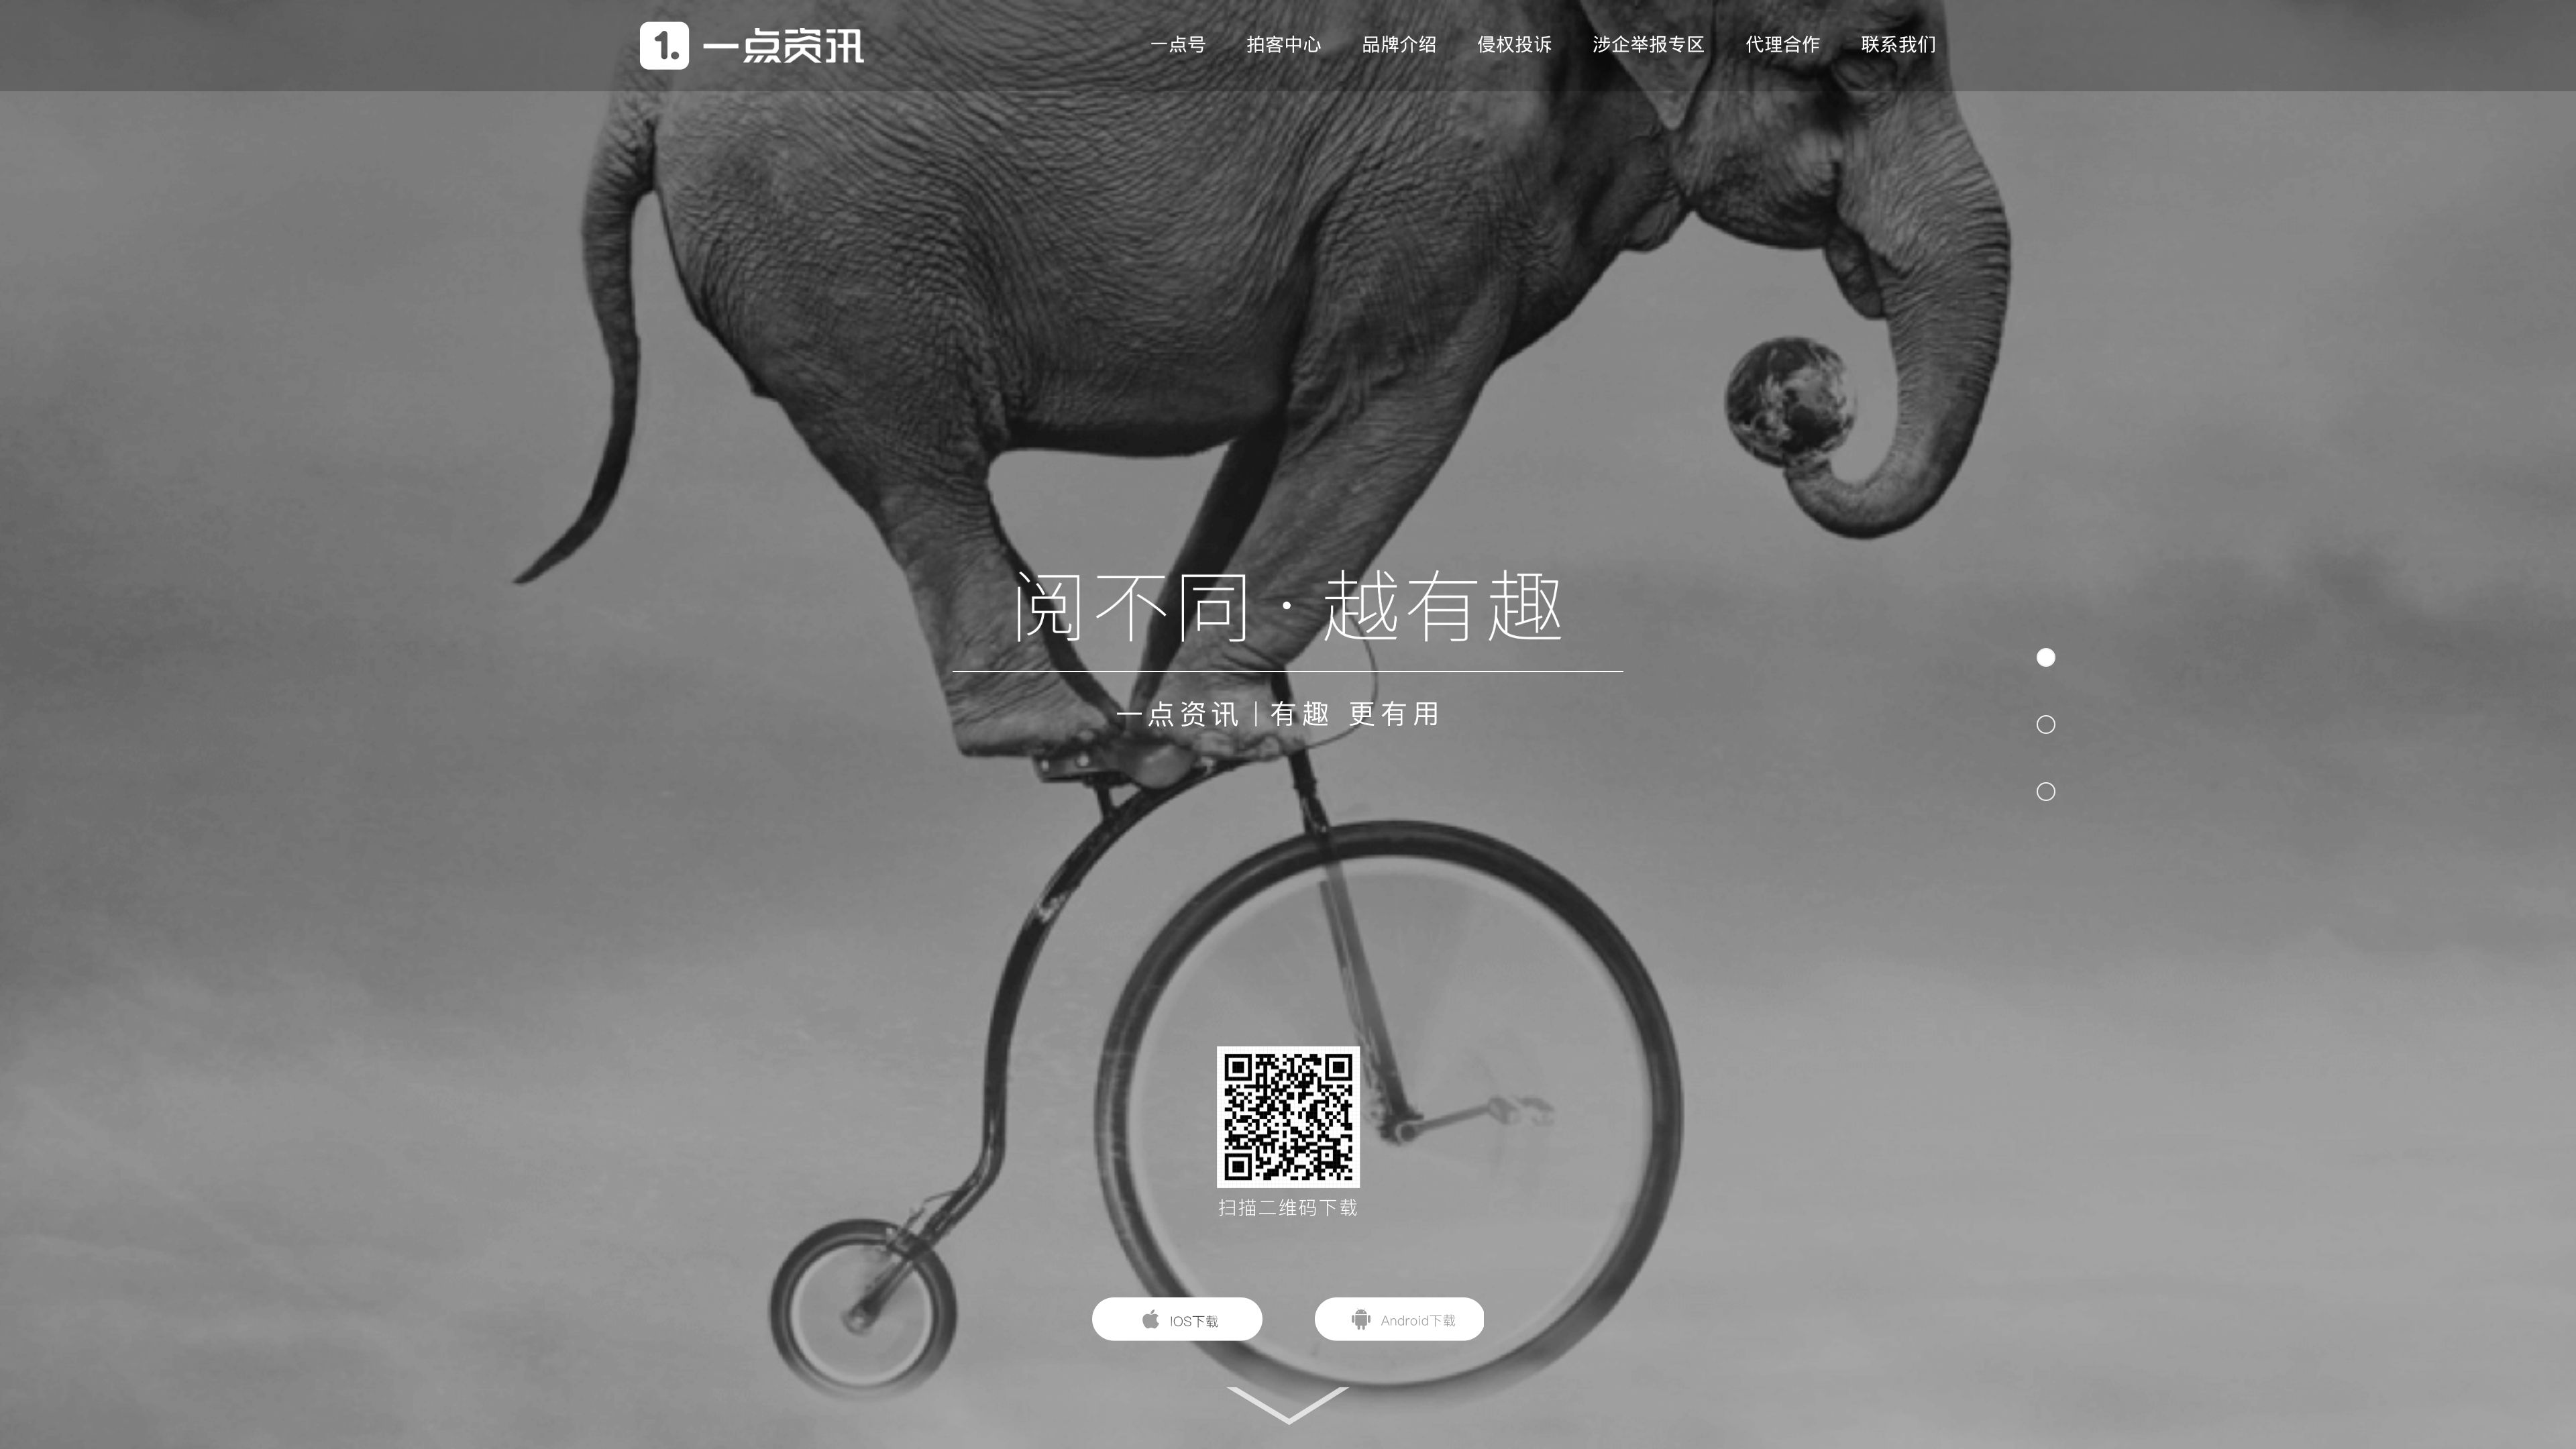 1. 一点资讯
一点号 拍客中心 品牌介绍 侵权投诉 涉企举报专区 代理合作 联系我们
阅不同·越有趣
一点资讯|有趣 更有用
扫描二维码下载
IOS下载 Android下载